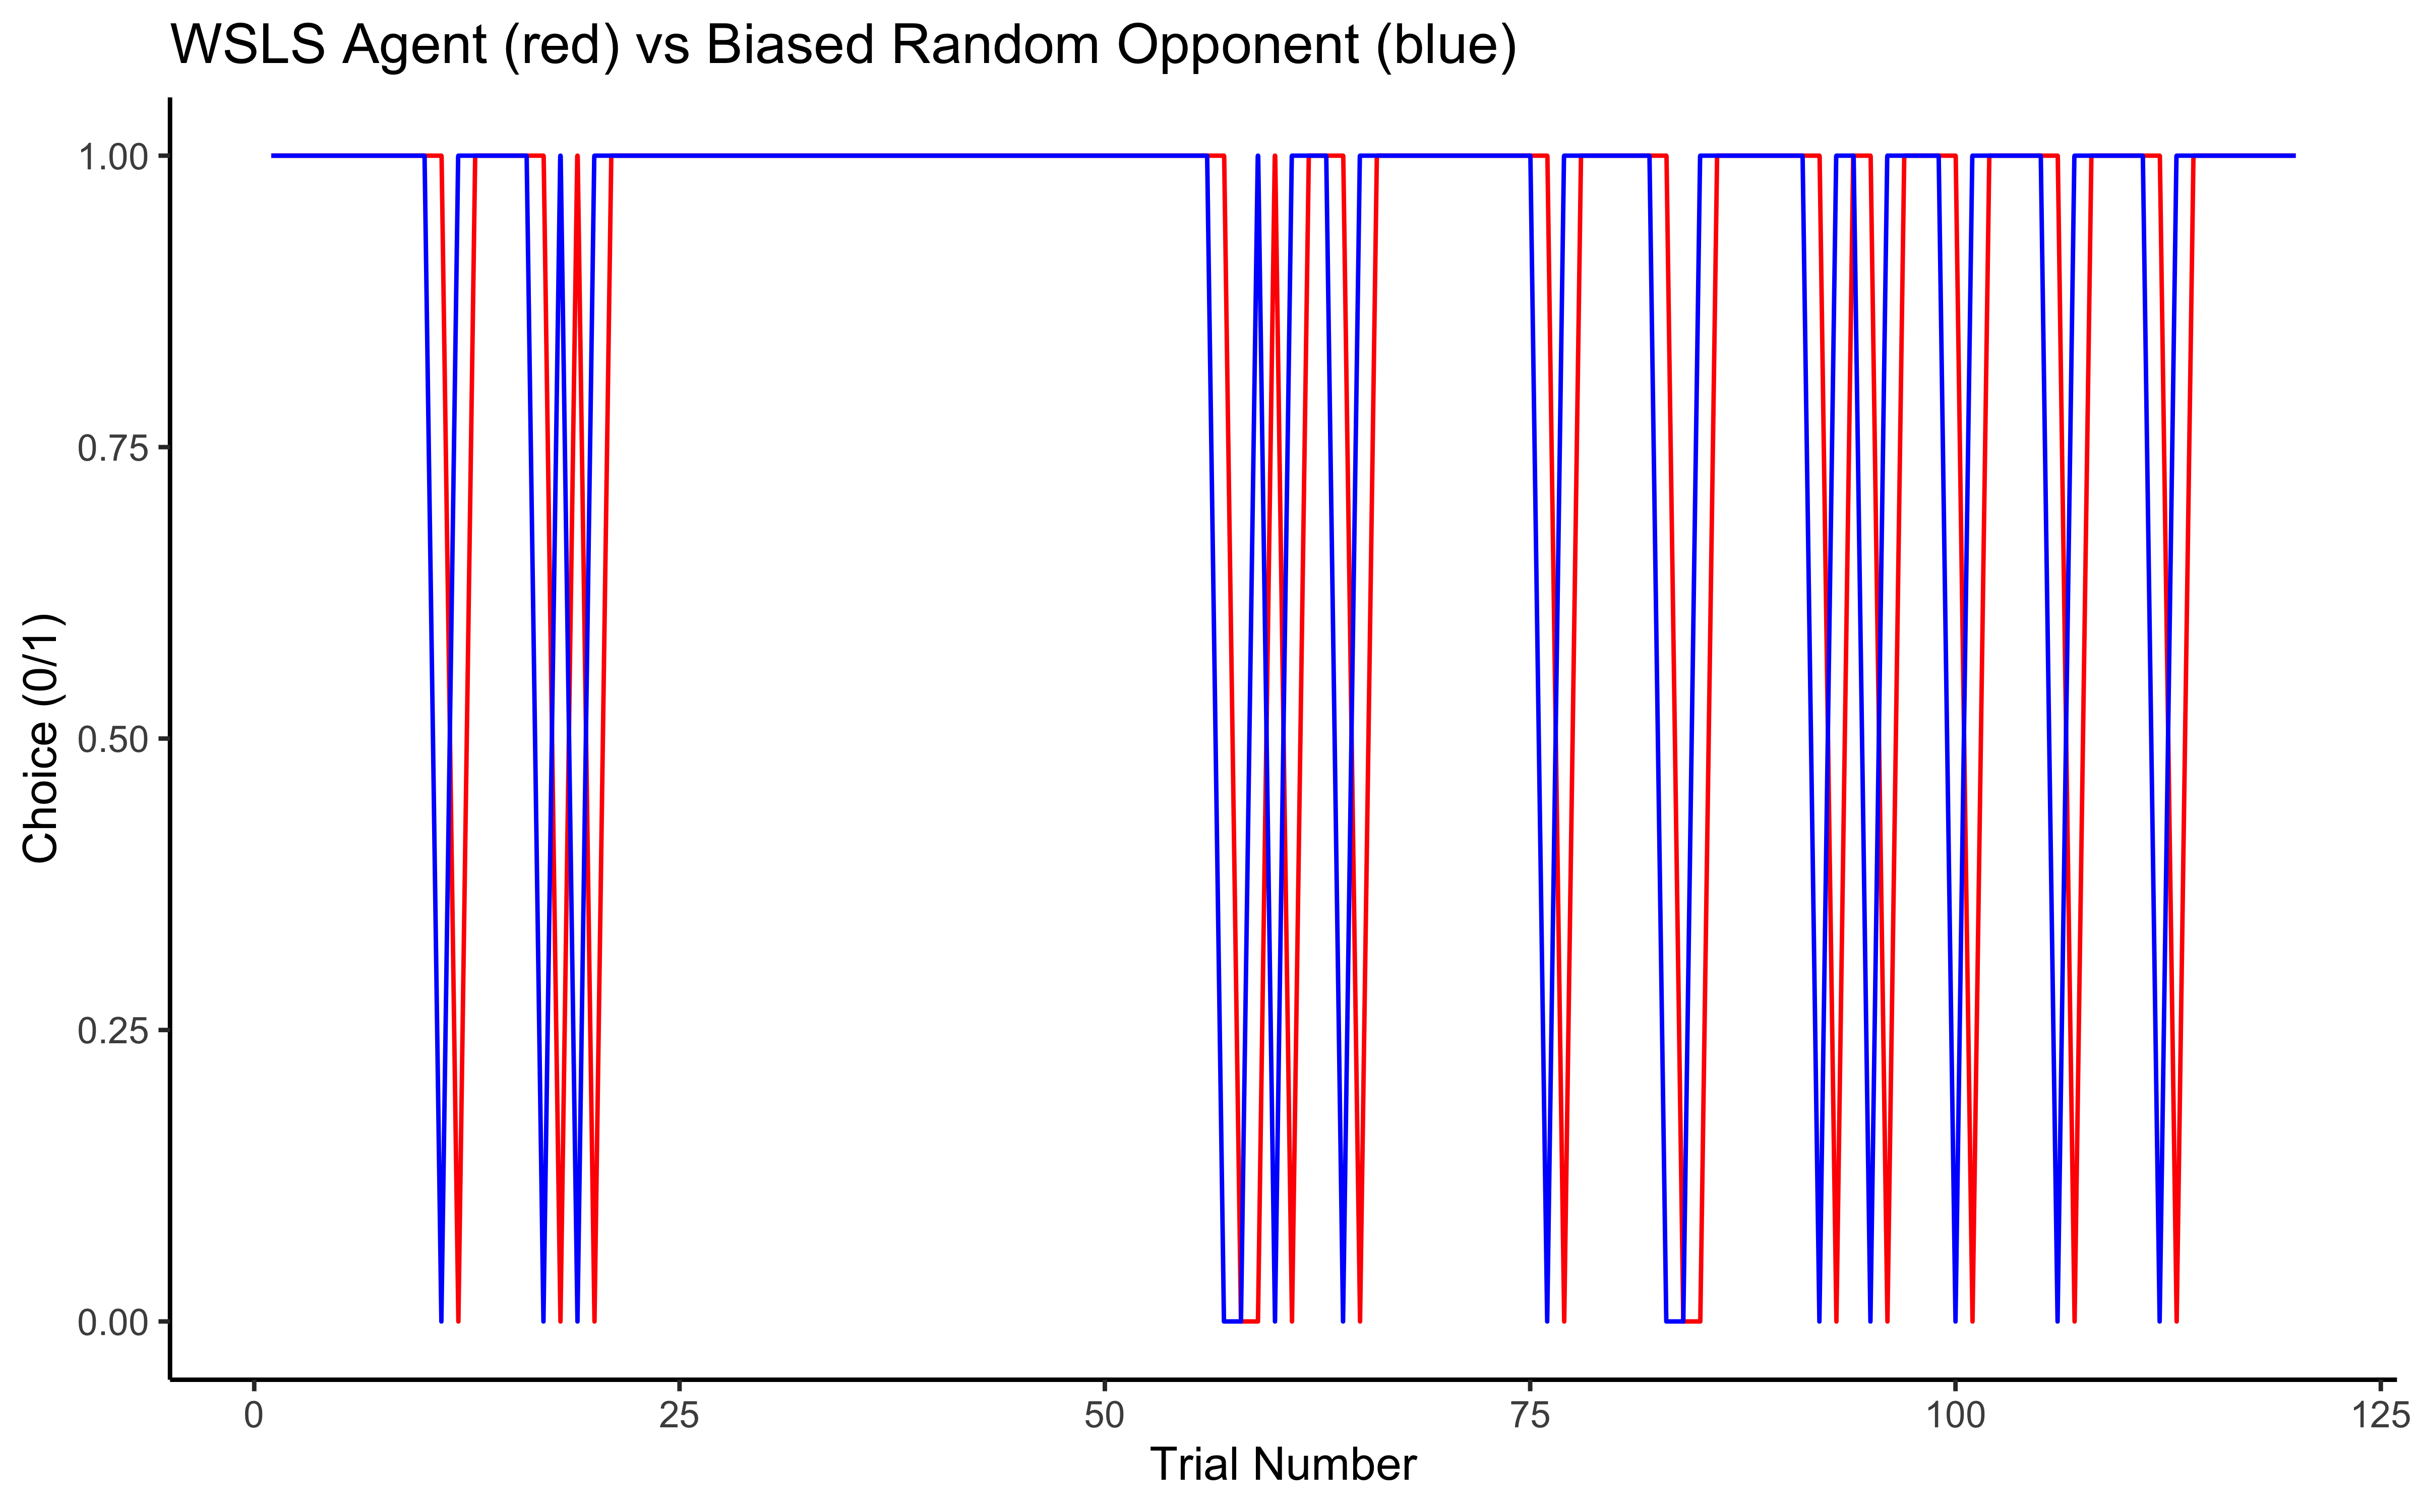 WSLS Agent (red) vs Biased Random Opponent (blue)
Choice (0/1)
1.00
0.75
0.50
0.25
0.00
0 25 50 75 100 125
Trial Number